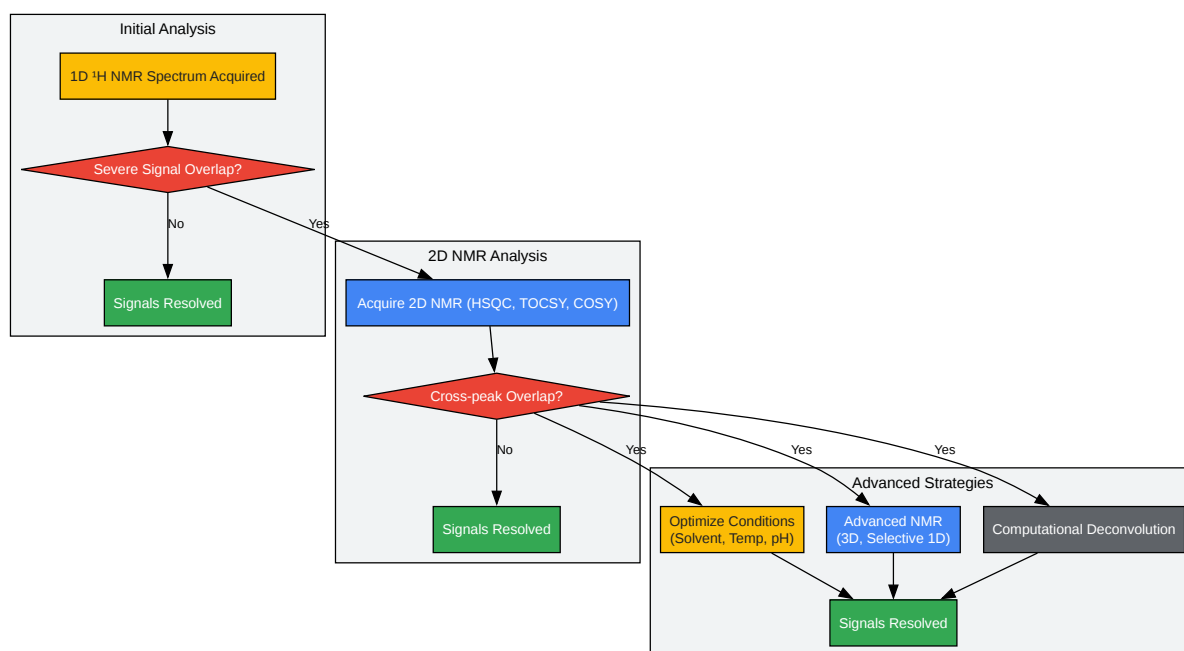 Initial Analysis
1D ¹H NMR Spectrum Acquired
Severe Signal Overlap?
No
Yes
Signals Resolved
2D NMR Analysis
Acquire 2D NMR (HSQC, TOCSY, COSY)
Cross-peak Overlap?
No
Yes
Yes
Yes
Signals Resolved
Advanced Strategies
Optimize Conditions
(Solvent, Temp, pH)
Advanced NMR
(3D, Selective 1D)
Computational Deconvolution
Signals Resolved